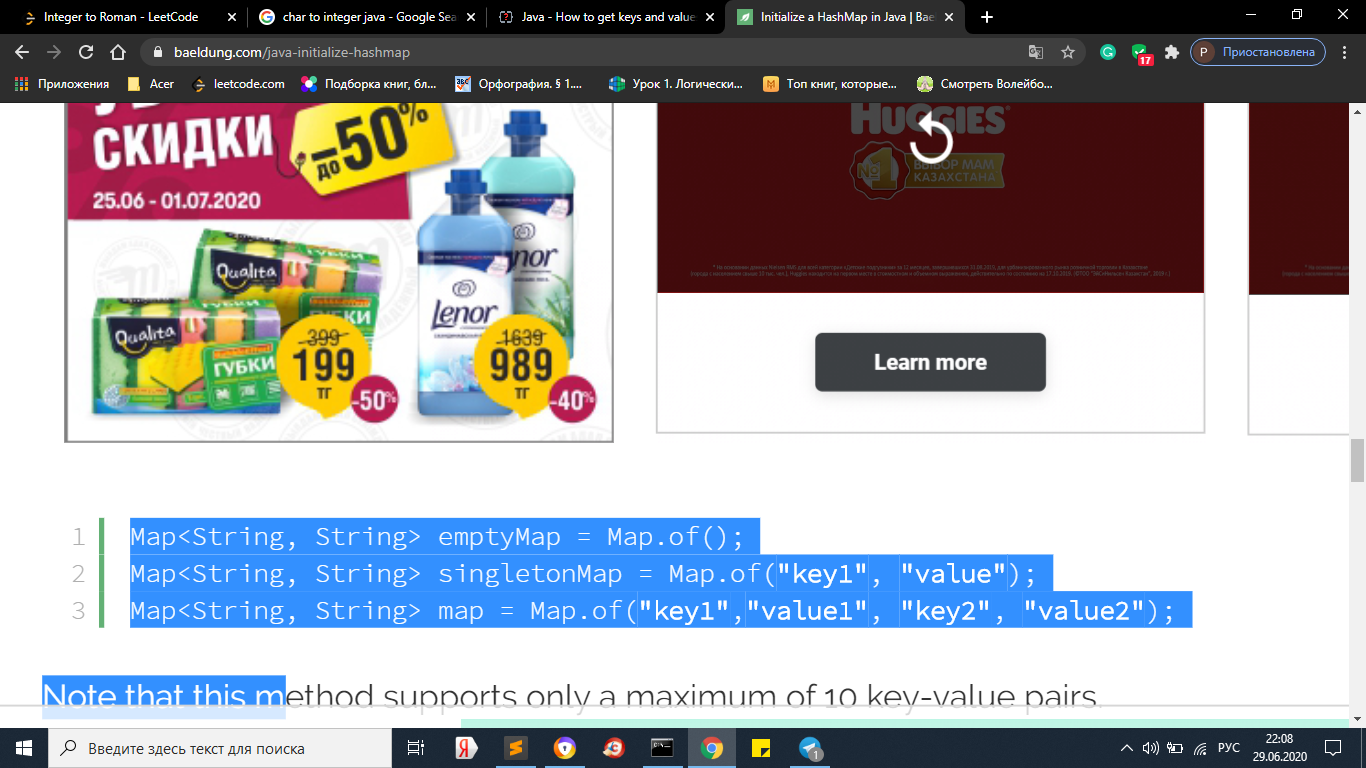 Integer to Roman - LeetCode
char to integer java - Google Sea
Java - How to get keys and value
Initialize a HashMap in Java | Bae
baeldung.com/java-initialize-hashmap
17
P
Приостановлена
Приложения
Acer
leetcode.com
Подборка книг, бл...
Орфография. § 1....
Урок 1. Логически...
Топ книг, которые...
Смотреть Волейбо...
СКИДКИ
до -50%
25.06 - 01.07.2020
Qualita
ГУБКИ
Qualita
ГУБКИ
399
199
тг
-50%
Lenor
enor
1639
989
тг
-40%
HUGGIES
№1
ВЫБОР МАМ
КАЗАХСТАНА
Learn more
1 Map<String, String> emptyMap = Map.of();
2 Map<String, String> singletonMap = Map.of("key1", "value");
3 Map<String, String> map = Map.of("key1","value1", "key2", "value2");
Note that this method supports only a maximum of 10 key-value pairs.
Введите здесь текст для поиска
1
РУС
22:08
29.06.2020